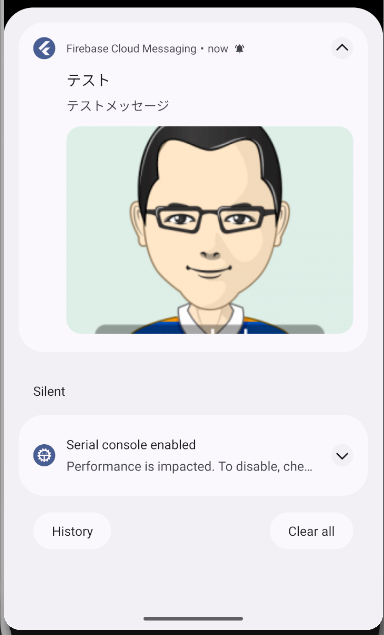 Firebase Cloud Messaging • now
テスト
テストメッセージ
Silent
Serial console enabled
Performance is impacted. To disable, che…
History
Clear all